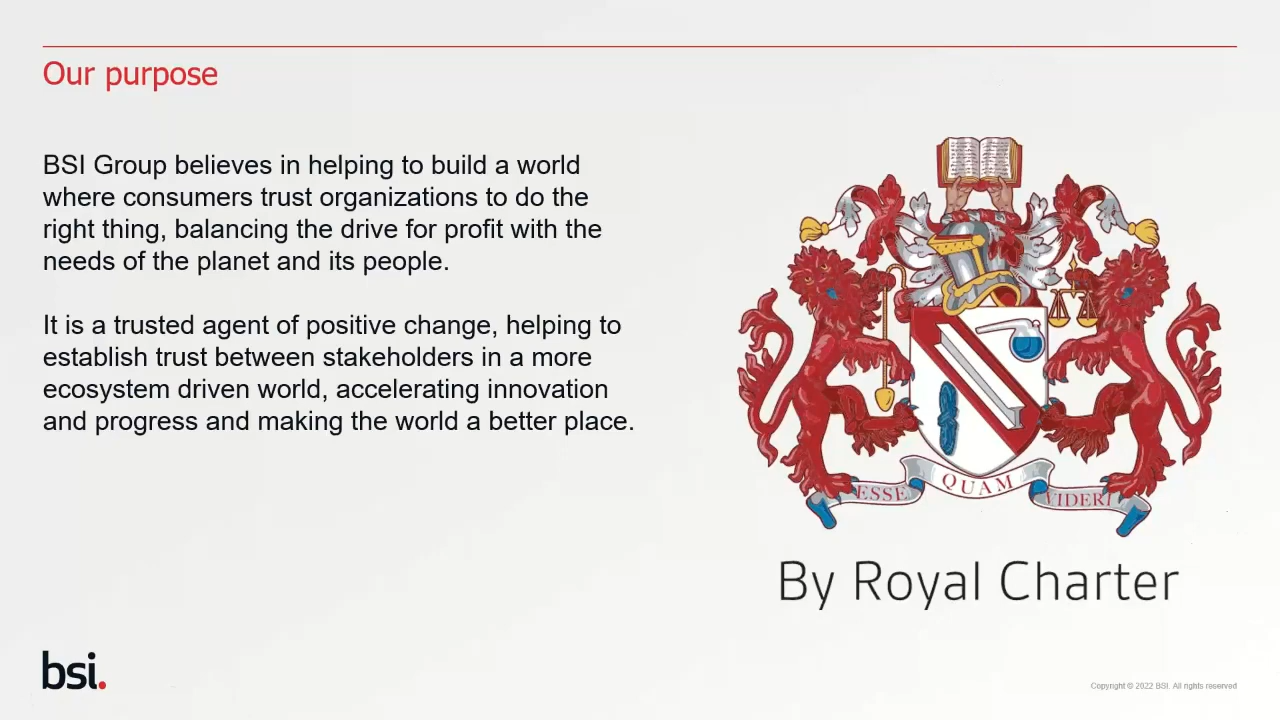 Our purpose
BSI Group believes in helping to build a world
where consumers trust organizations to do the
right thing, balancing the drive for profit with the
needs of the planet and its people.
It is a trusted agent of positive change, helping to
establish trust between stakeholders in a more
ecosystem driven world, accelerating innovation
and progress and making the world a better place.
ESSE QUAM VIDERI
By Royal Charter
bsi.
Copyright © 2022 BSI. All rights reserved